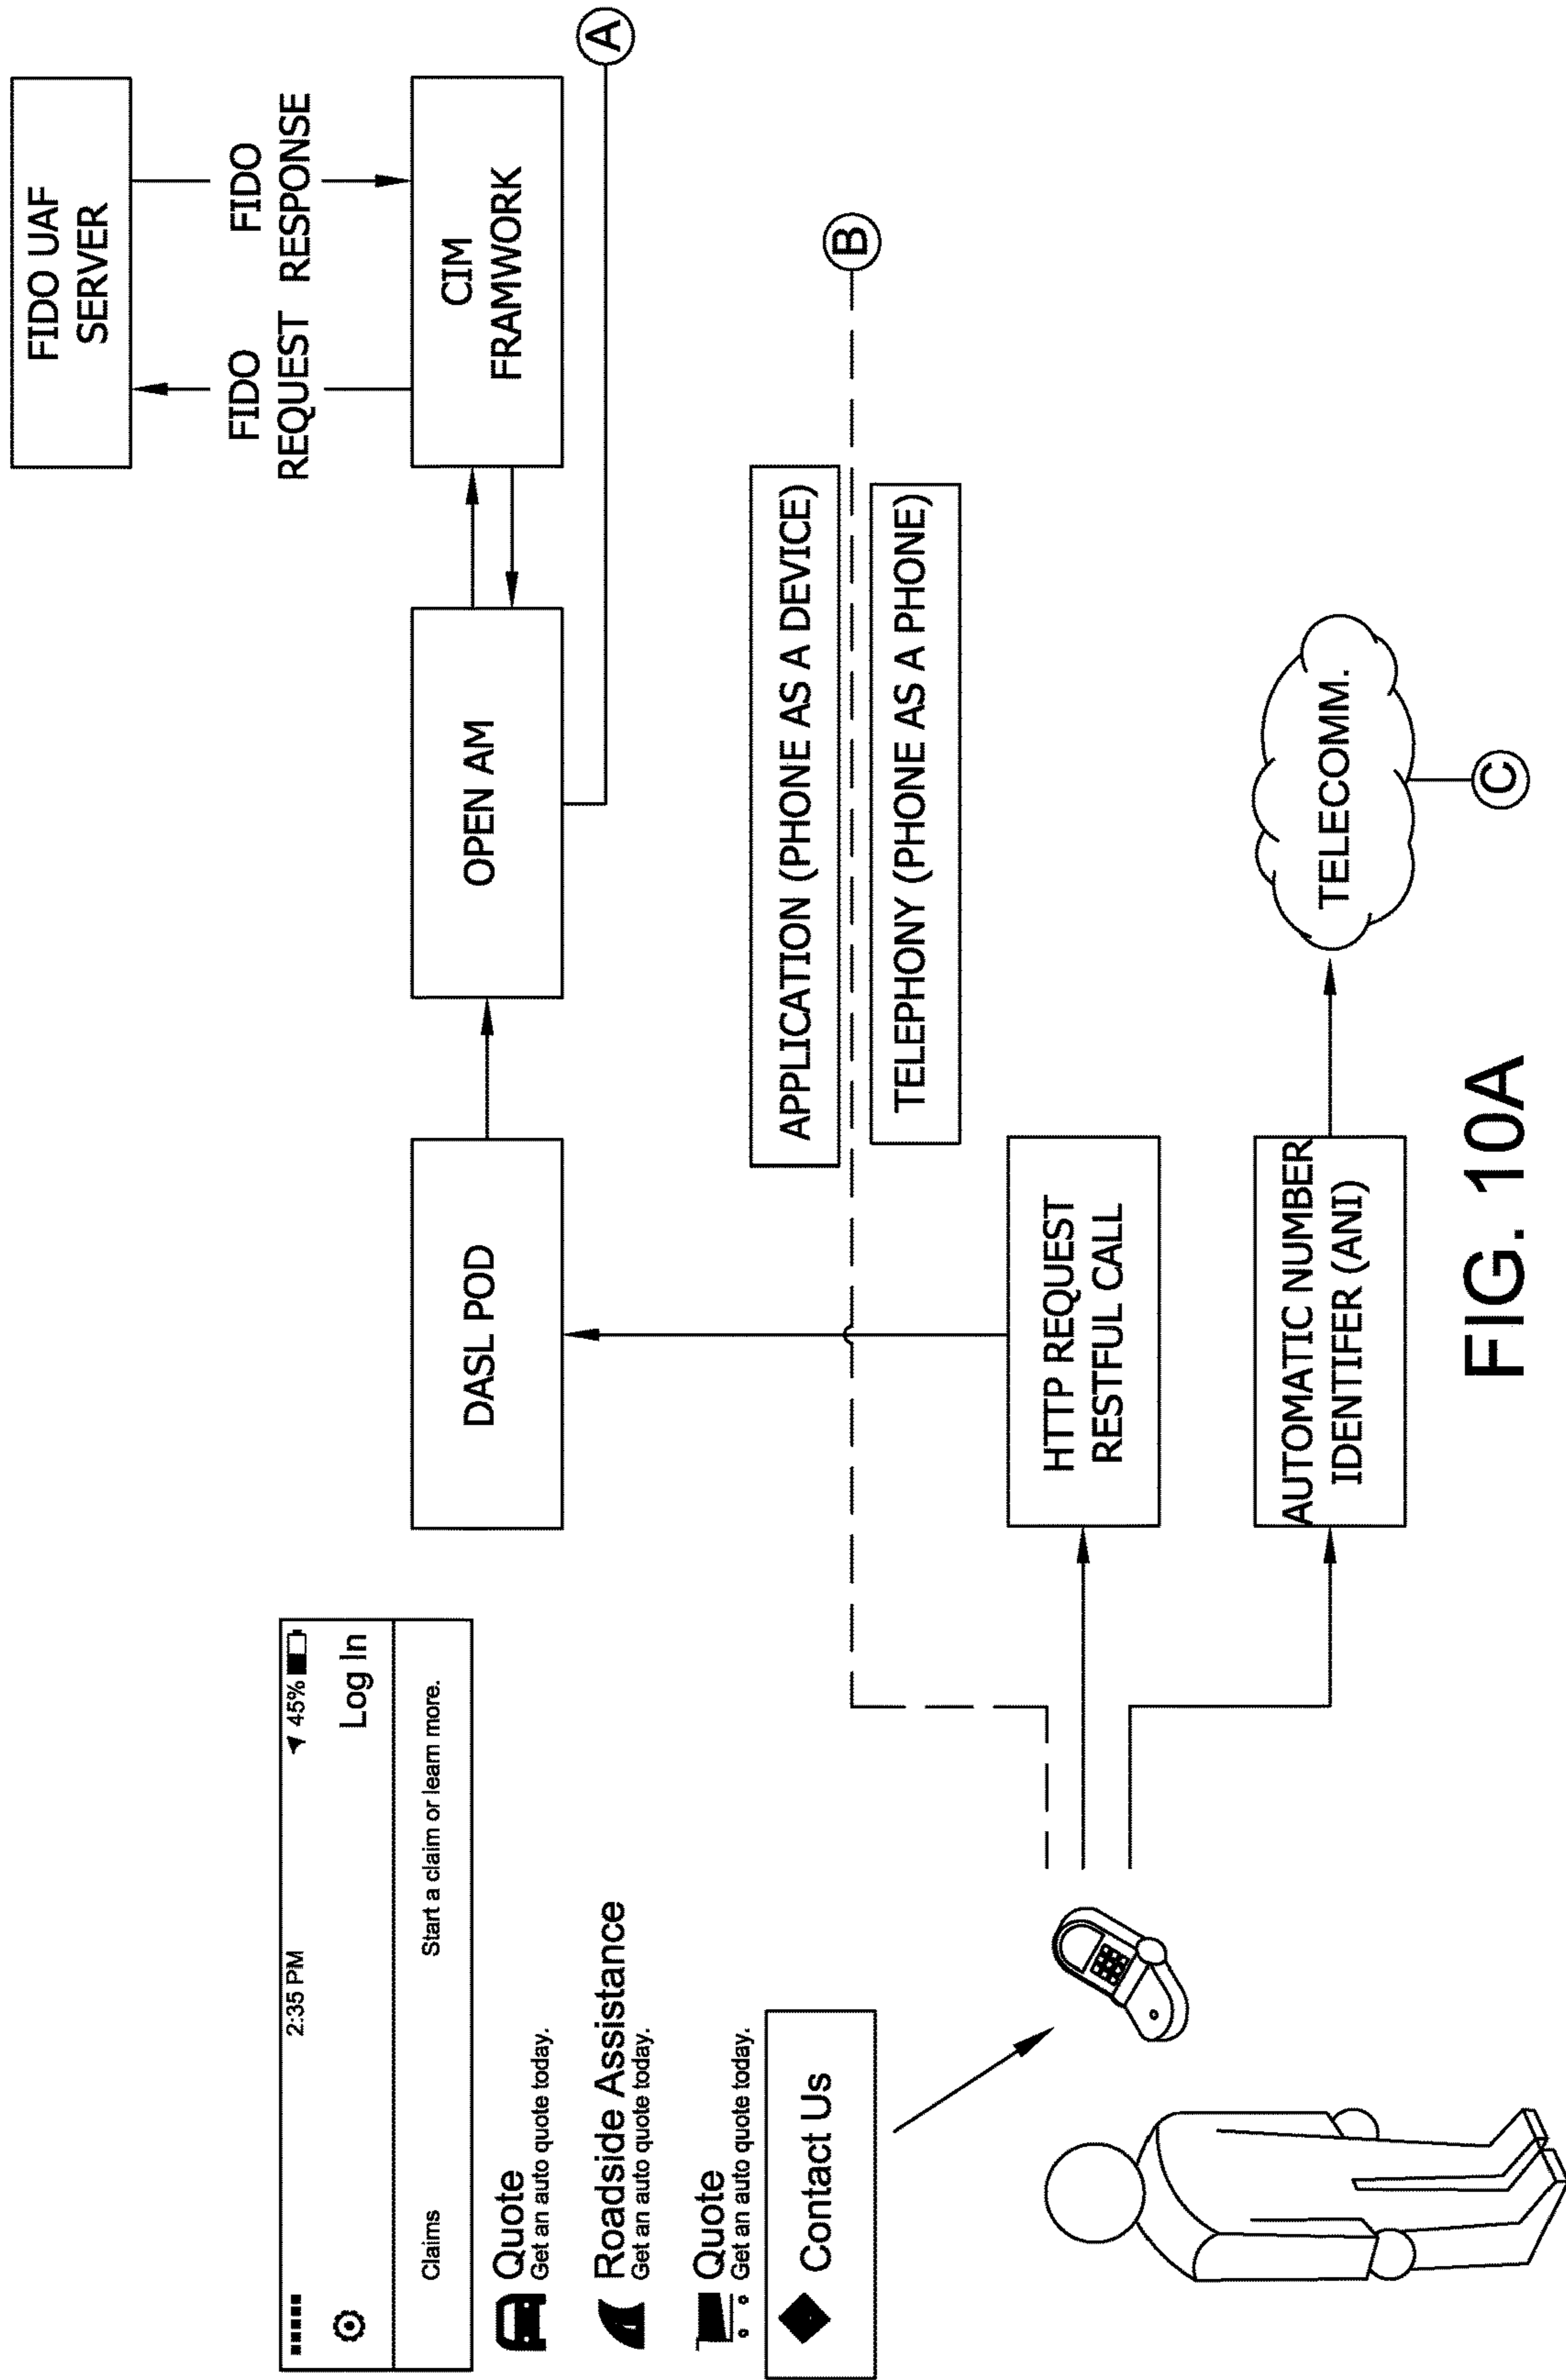 FIDO UAF
SERVER
FIDO
REQUEST
FIDO
RESPONSE
2:35 PM
45%
Log In
Claims
Start a claim or learn more.
DASL POD
OPEN AM
CIM
FRAMWORK
A
Quote
Get an auto quote today.
Roadside Assistance
Get an auto quote today.
Quote
Get an auto quote today.
Contact Us
APPLICATION (PHONE AS A DEVICE)
B
TELEPHONY (PHONE AS A PHONE)
HTTP REQUEST
RESTFUL CALL
AUTOMATIC NUMBER
IDENTIFER (ANI)
TELECOMM.
C
FIG. 10A